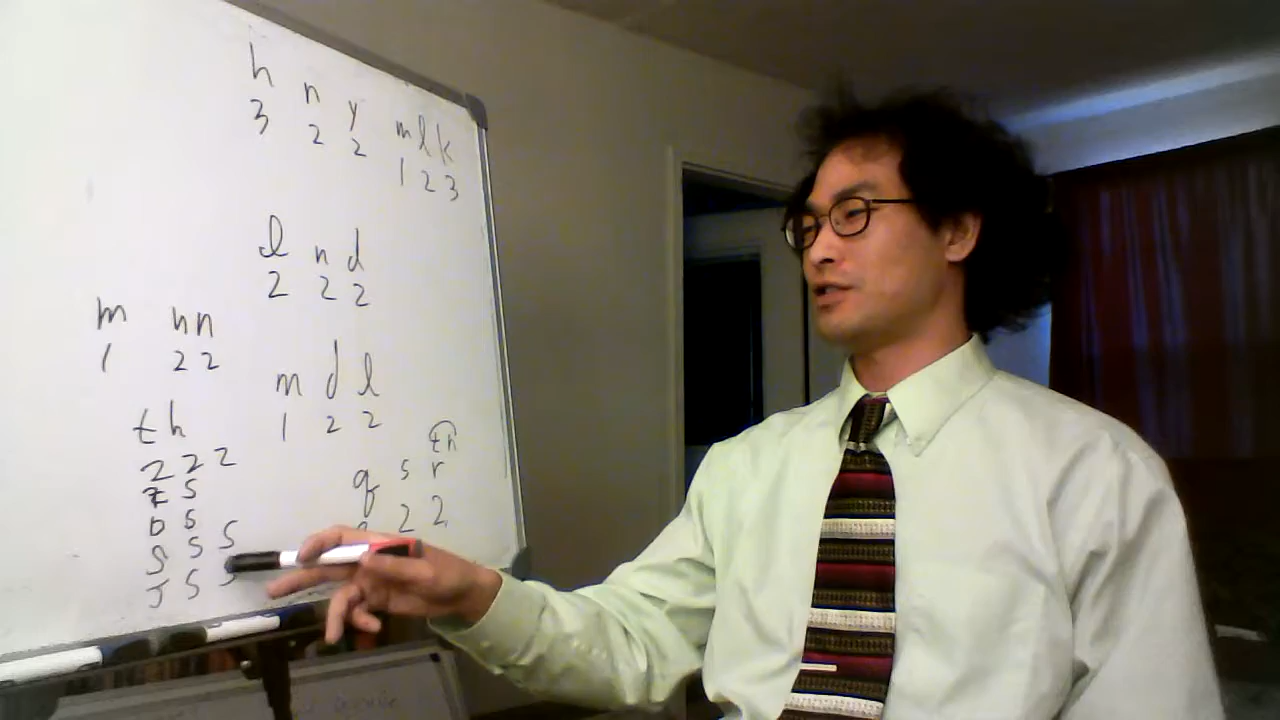 h n y m l k
3 2 2 1 2 3
l n d
2 2 2
m n n
1 2 2
m d l
1 2 2
t h
2 2 2
z s
D S
S S S
J S S
th
q s r
2 2